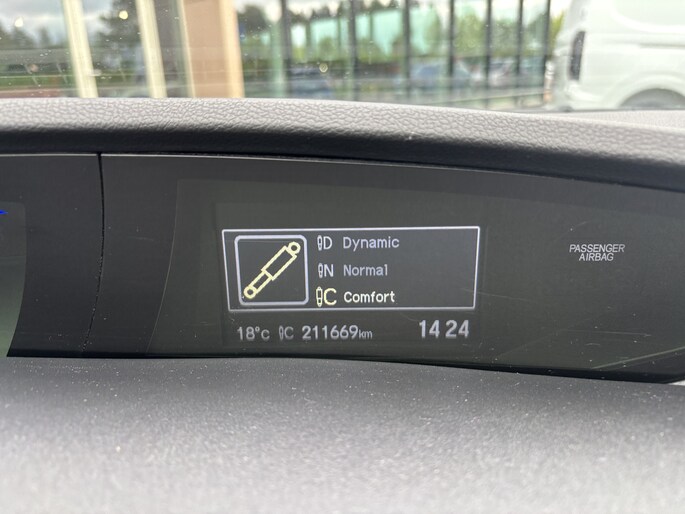 D Dynamic
N Normal
C Comfort
18°C C 211669km 14 24
PASSENGER
AIRBAG